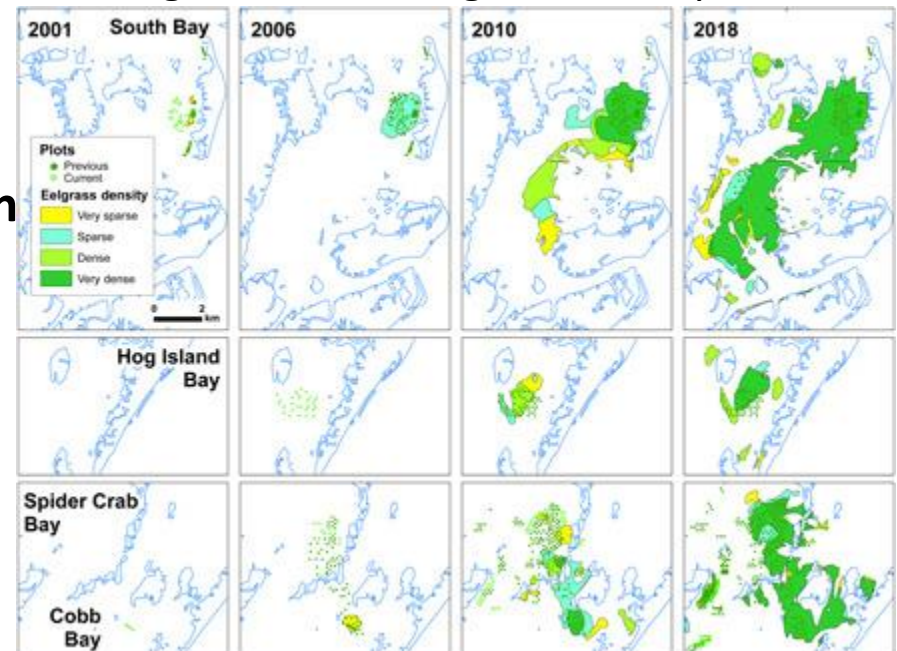 2001 South Bay
2006
2010
2018
Plots
Previous
Current
Eelgrass density
Very sparse
Sparse
Dense
Very dense
0 2
km
n
Hog Island
Bay
Spider Crab
Bay
Cobb
Bay